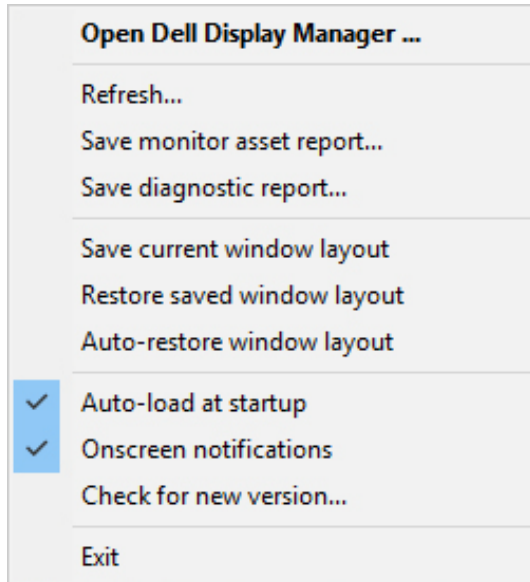 Open Dell Display Manager ...
Refresh...
Save monitor asset report...
Save diagnostic report...
Save current window layout
Restore saved window layout
Auto-restore window layout
Auto-load at startup
Onscreen notifications
Check for new version...
Exit